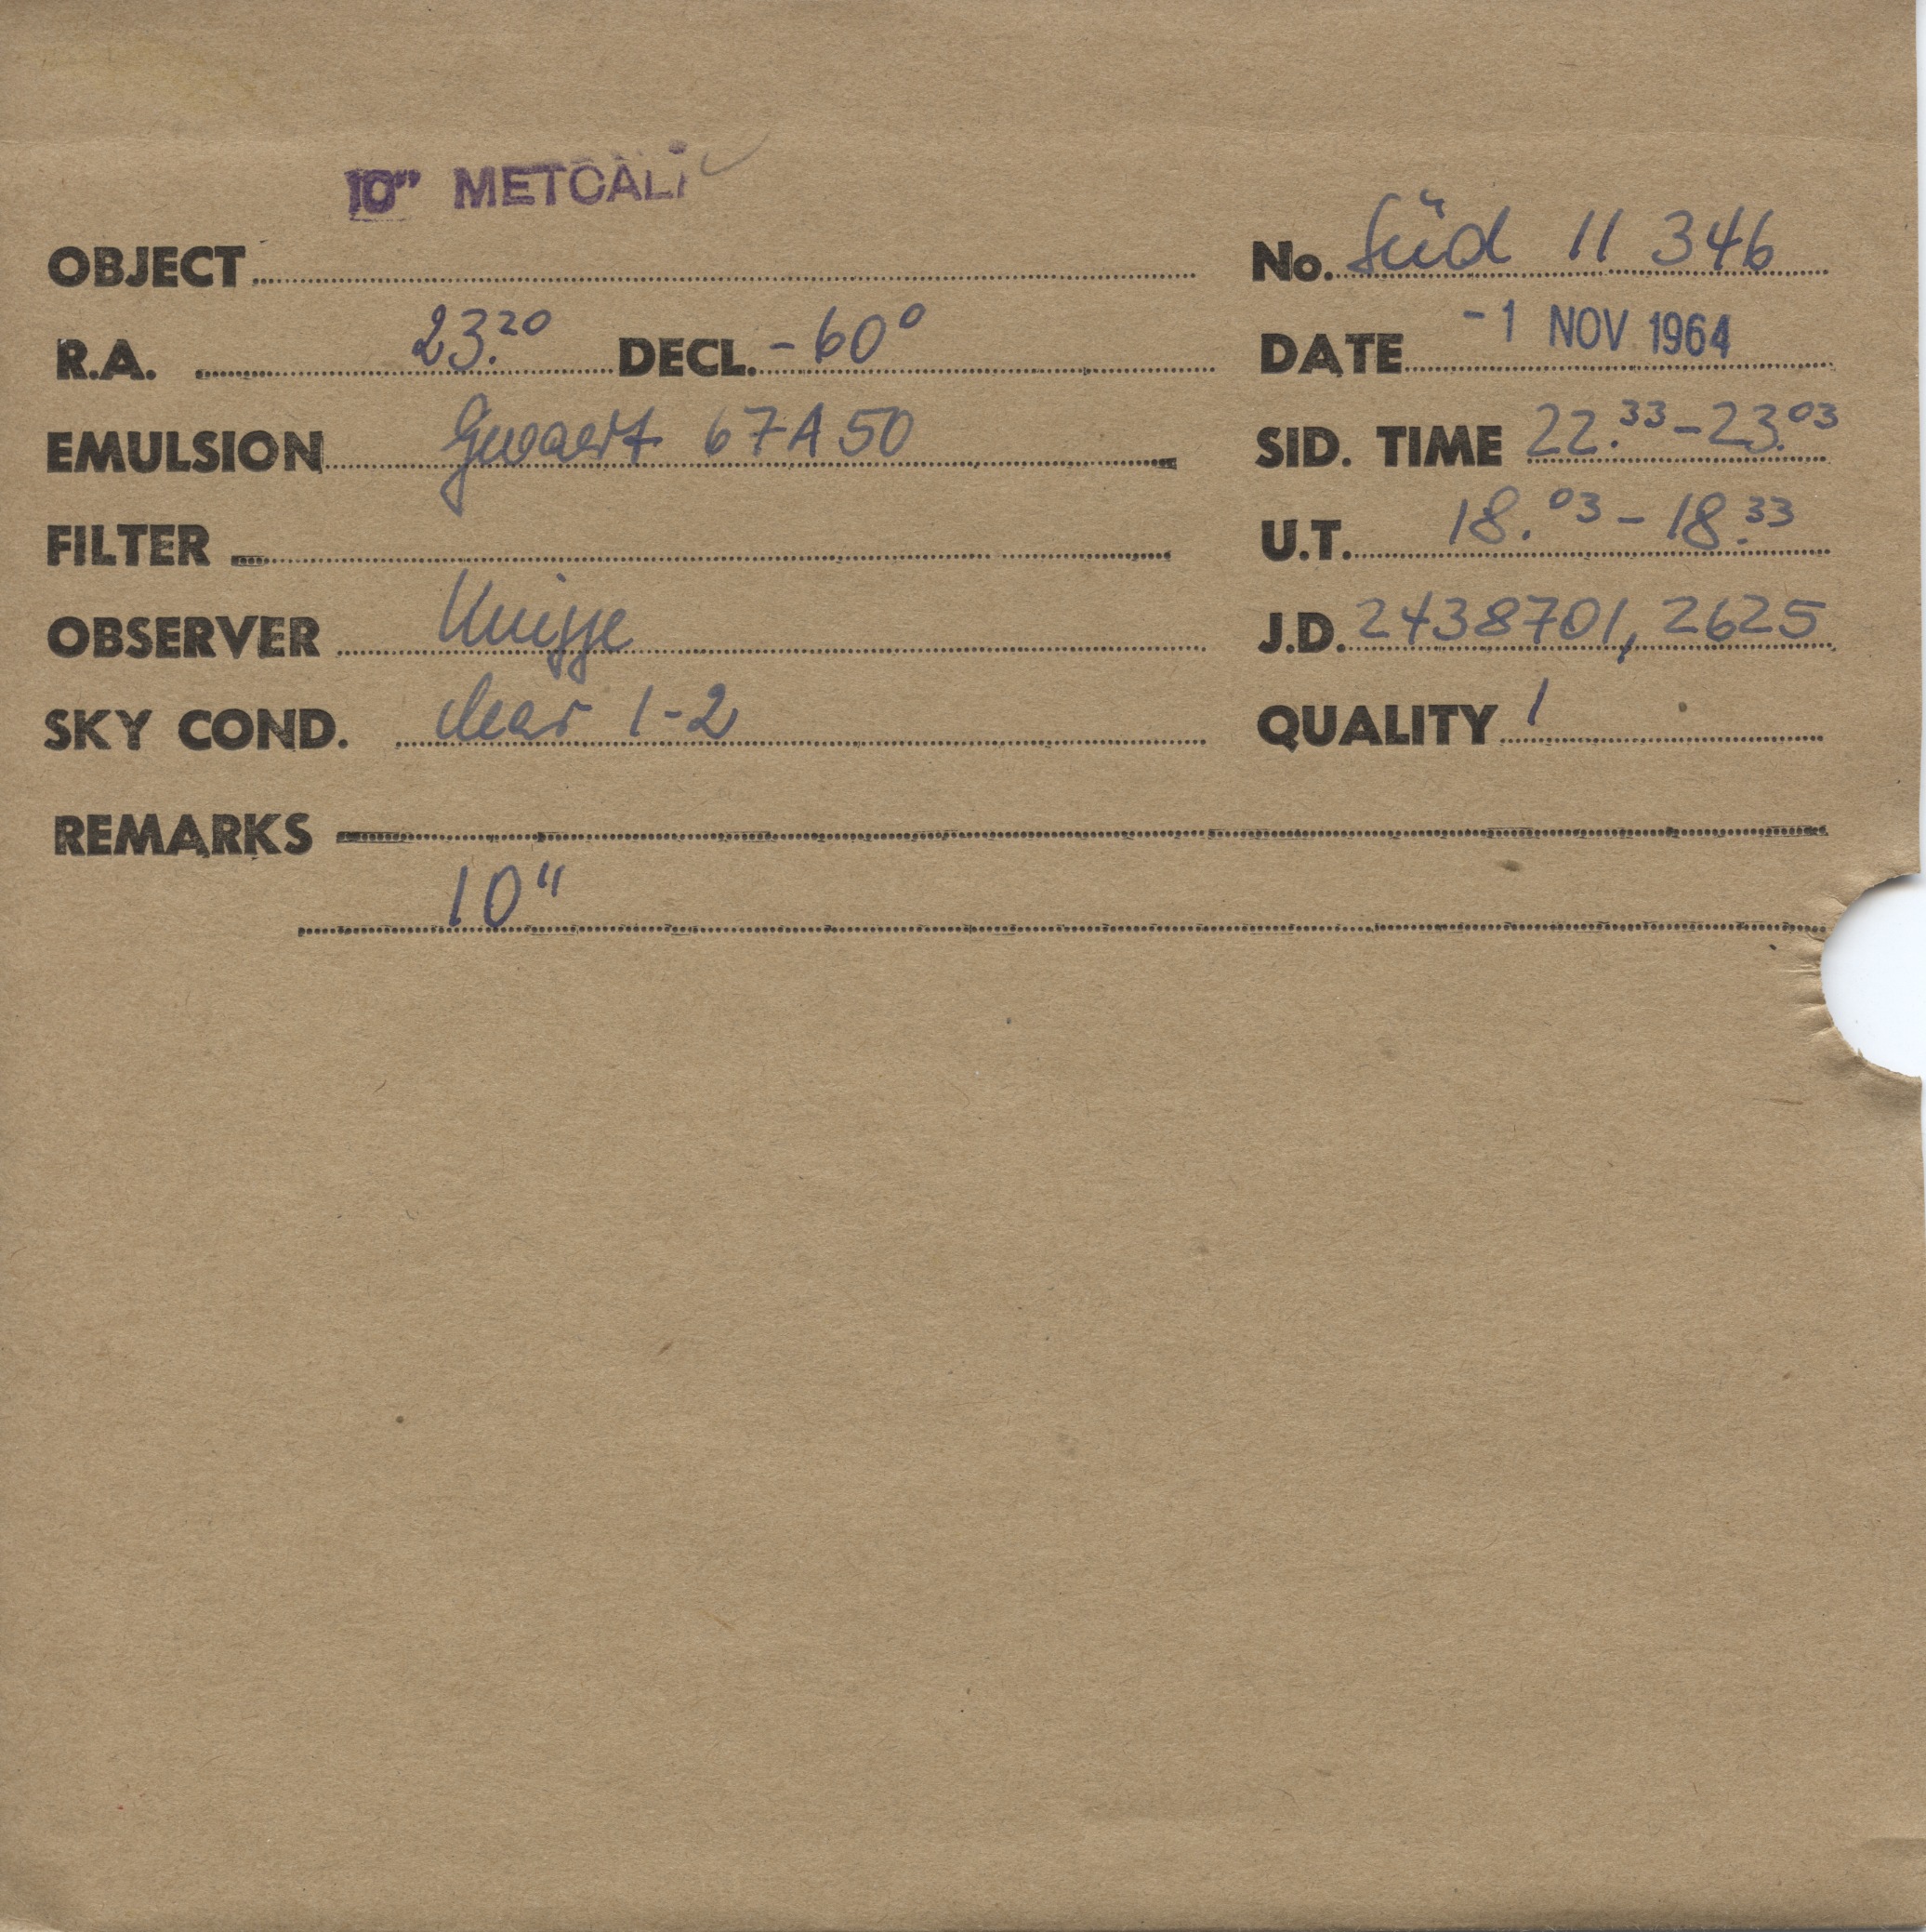 10" METCALF
OBJECT No. Süd 11 346
R.A. 23.20 DECL. -60° DATE -1 NOV 1964
EMULSION Gevaert 67A50 SID. TIME 22.33-23.03
FILTER U.T. 18.03-18.33
OBSERVER Knigge J.D. 2438701,2625
SKY COND. clear 1-2 QUALITY 1
REMARKS
10"